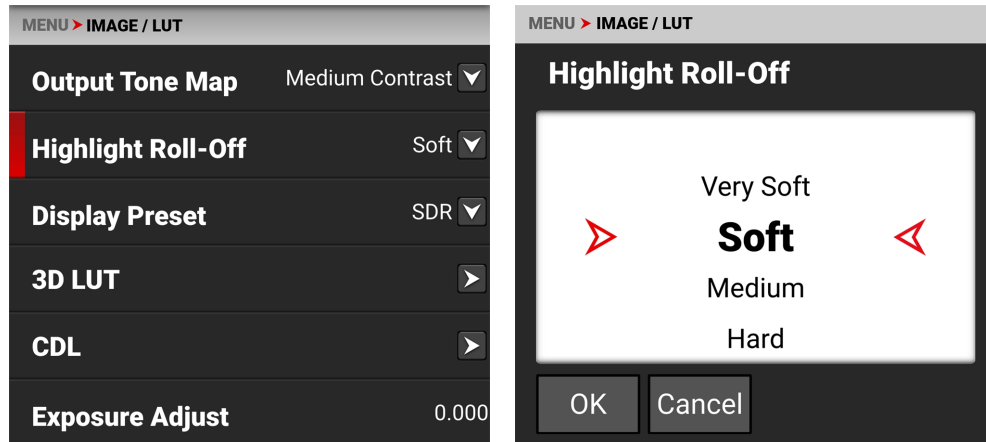 MENU > IMAGE / LUT
Output Tone Map Medium Contrast
Highlight Roll-Off Soft
Display Preset SDR
3D LUT
CDL
Exposure Adjust 0.000
MENU > IMAGE / LUT
Highlight Roll-Off
Very Soft
Soft
Medium
Hard
OK Cancel